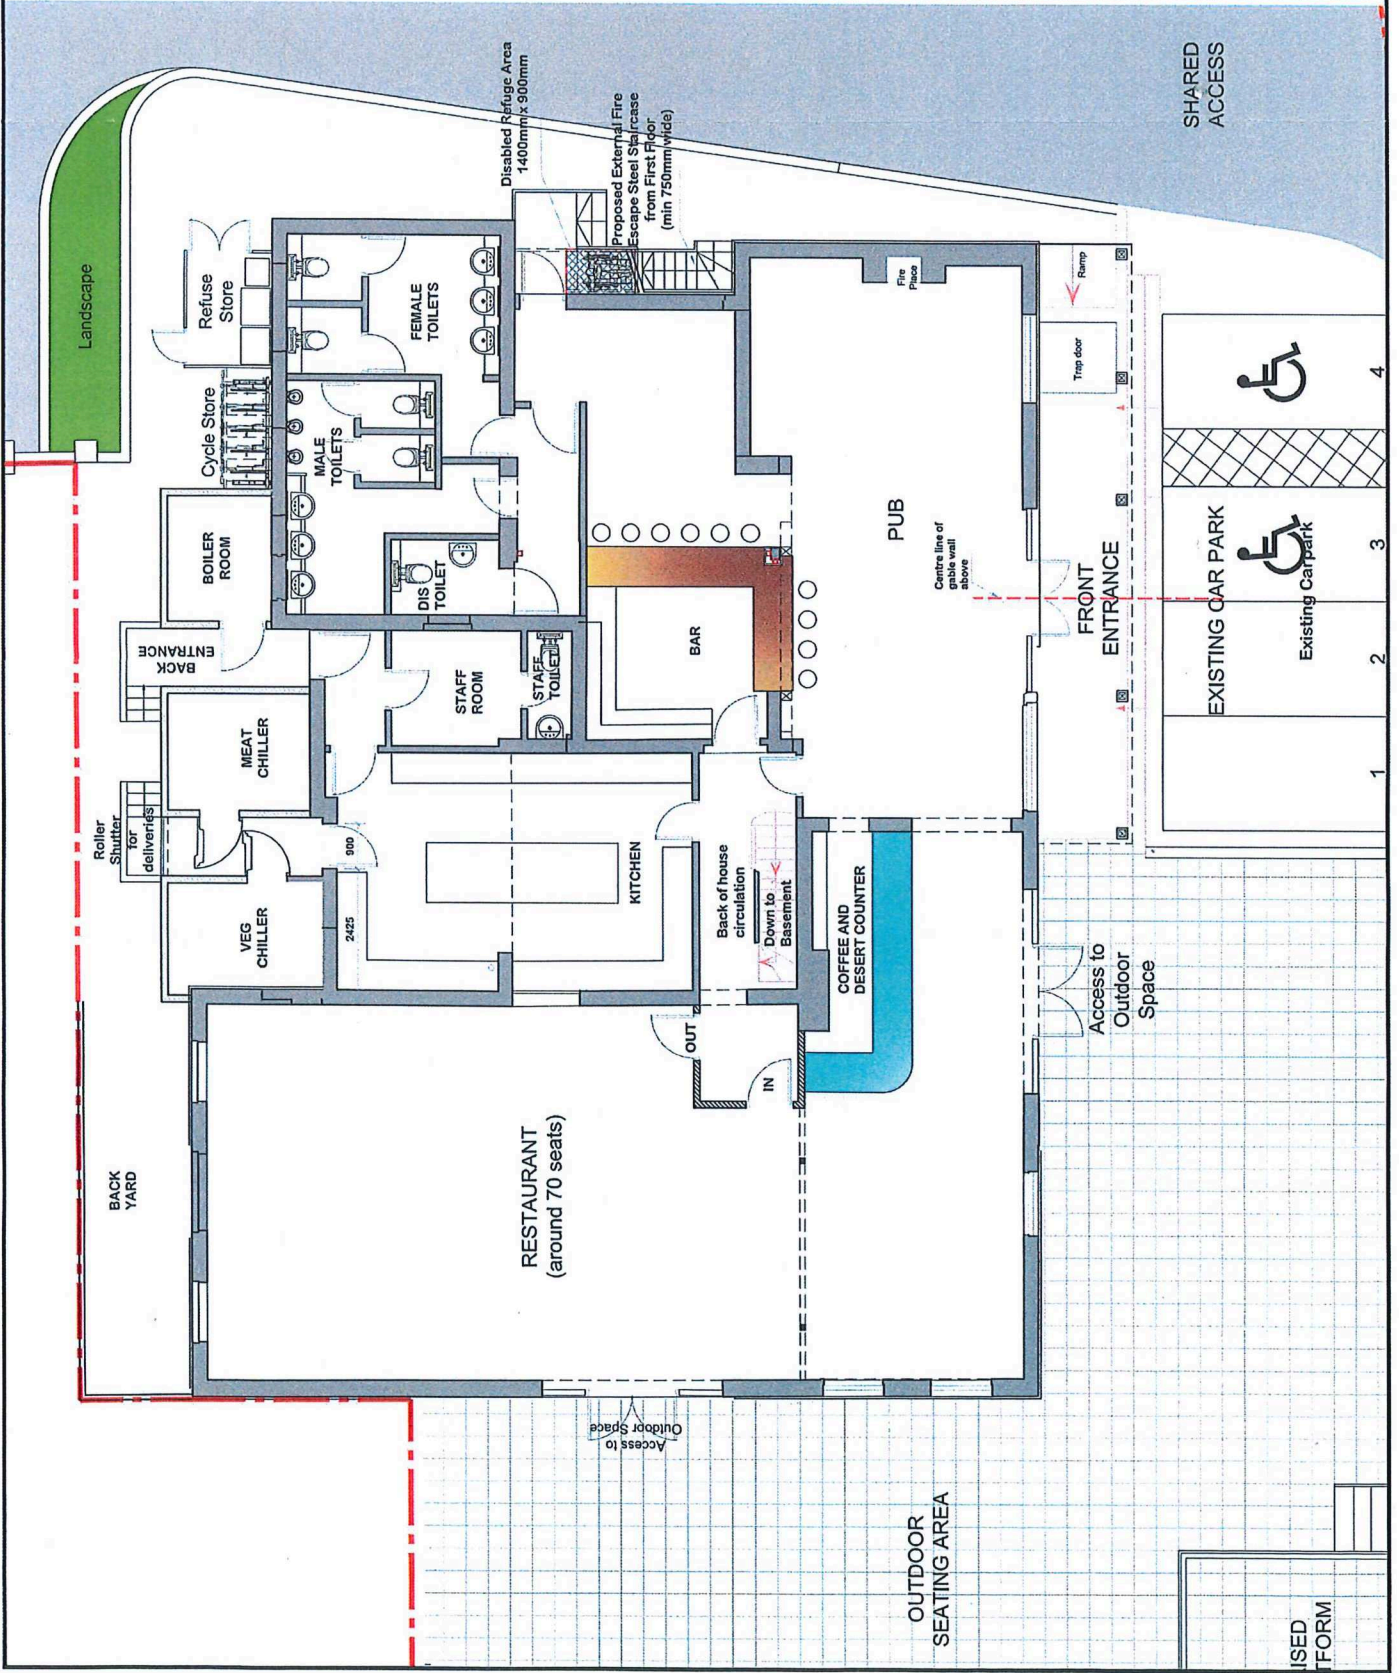 Landscape
Refuse
Store
Cycle Store
BOILER
ROOM
BACK
ENTRANCE
MEAT
CHILLER
Roller
Shutter
for
deliveries
VEG
CHILLER
BACK
YARD
FEMALE
TOILETS
MALE
TOILETS
DIS
TOILET
STAFF
ROOM
STAFF
TOILET
900
2425
KITCHEN
Disabled Refuge Area
1400mm x 900mm
Proposed External Fire
Escape Steel Staircase
from First Floor
(min 750mm wide)
BAR
Back of house
circulation
Down to
Basement
COFFEE AND
DESERT COUNTER
OUT
IN
RESTAURANT
(around 70 seats)
Access to
Outdoor Space
OUTDOOR
SEATING AREA
Fire
Place
PUB
Centre line of
gable wall
above
Ramp
Trap door
FRONT
ENTRANCE
Access to
Outdoor
Space
SHARED
ACCESS
EXISTING CAR PARK
Existing Carpark
1
2
3
4
ISED
TFORM